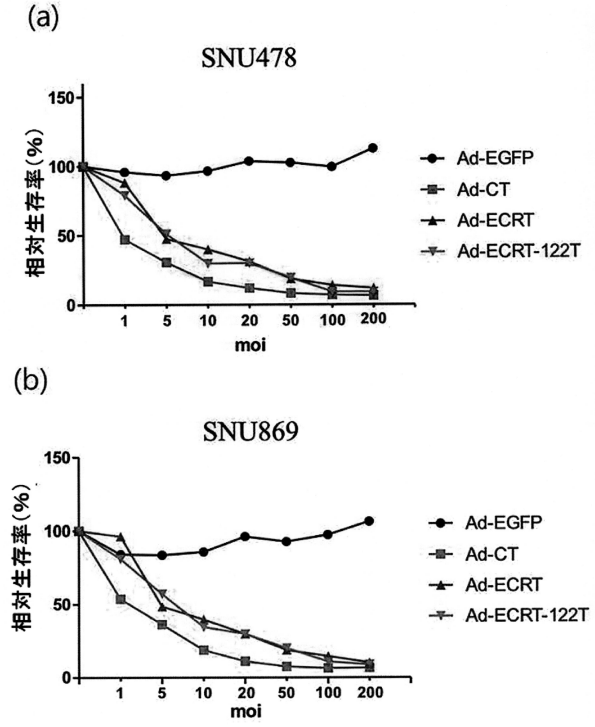 (a)
SNU478
相对生存率(%)
150
100
50
0
1 5 10 20 50 100 200
moi
Ad-EGFP
Ad-CT
Ad-ECRT
Ad-ECRT-122T
(b)
SNU869
相对生存率(%)
150
100
50
0
1 5 10 20 50 100 200
moi
Ad-EGFP
Ad-CT
Ad-ECRT
Ad-ECRT-122T